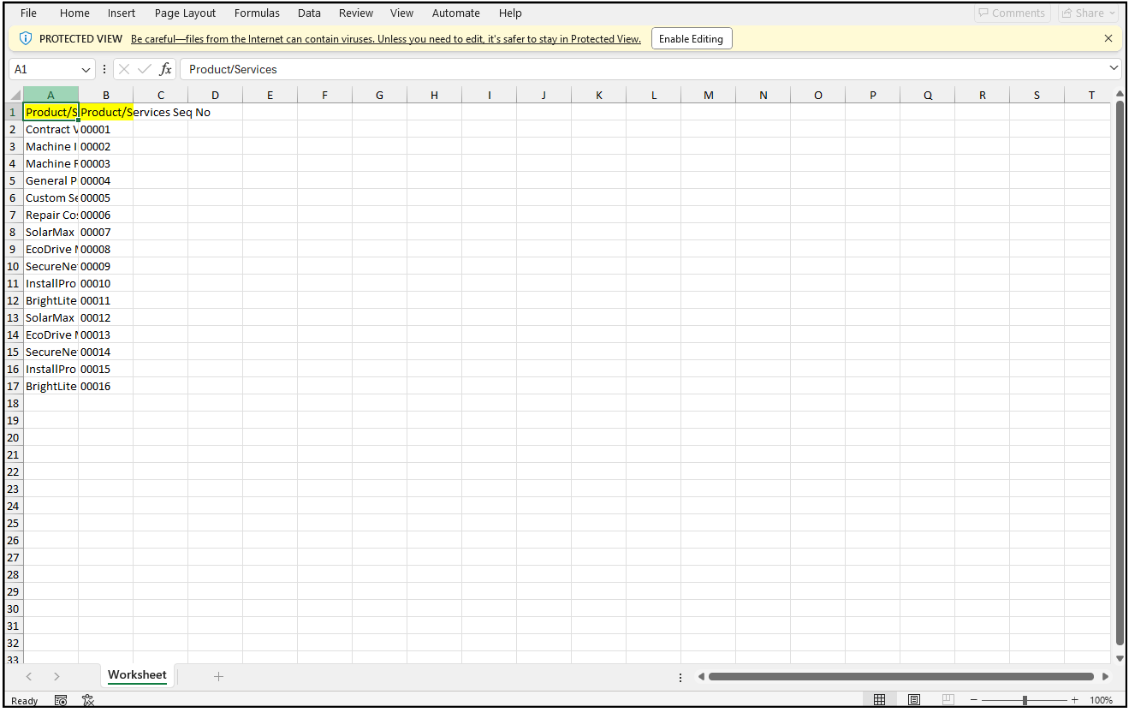 File Home Insert Page Layout Formulas Data Review View Automate Help Comments Share
PROTECTED VIEW Be careful—files from the Internet can contain viruses. Unless you need to edit, it's safer to stay in Protected View. Enable Editing
A1 fx Product/Services
A B C D E F G H I J K L M N O P Q R S T
1 Product/S Product/Services Seq No
2 Contract 00001
3 Machine I 00002
4 Machine 00003
5 General P 00004
6 Custom Se 00005
7 Repair Co 00006
8 SolarMax 00007
9 EcoDrive 00008
10 SecureNe 00009
11 InstallPro 00010
12 BrightLite 00011
13 SolarMax 00012
14 EcoDrive 00013
15 SecureNe 00014
16 InstallPro 00015
17 BrightLite 00016
18
19
20
21
22
23
24
25
26
27
28
29
30
31
32
33
Worksheet
Ready 100%